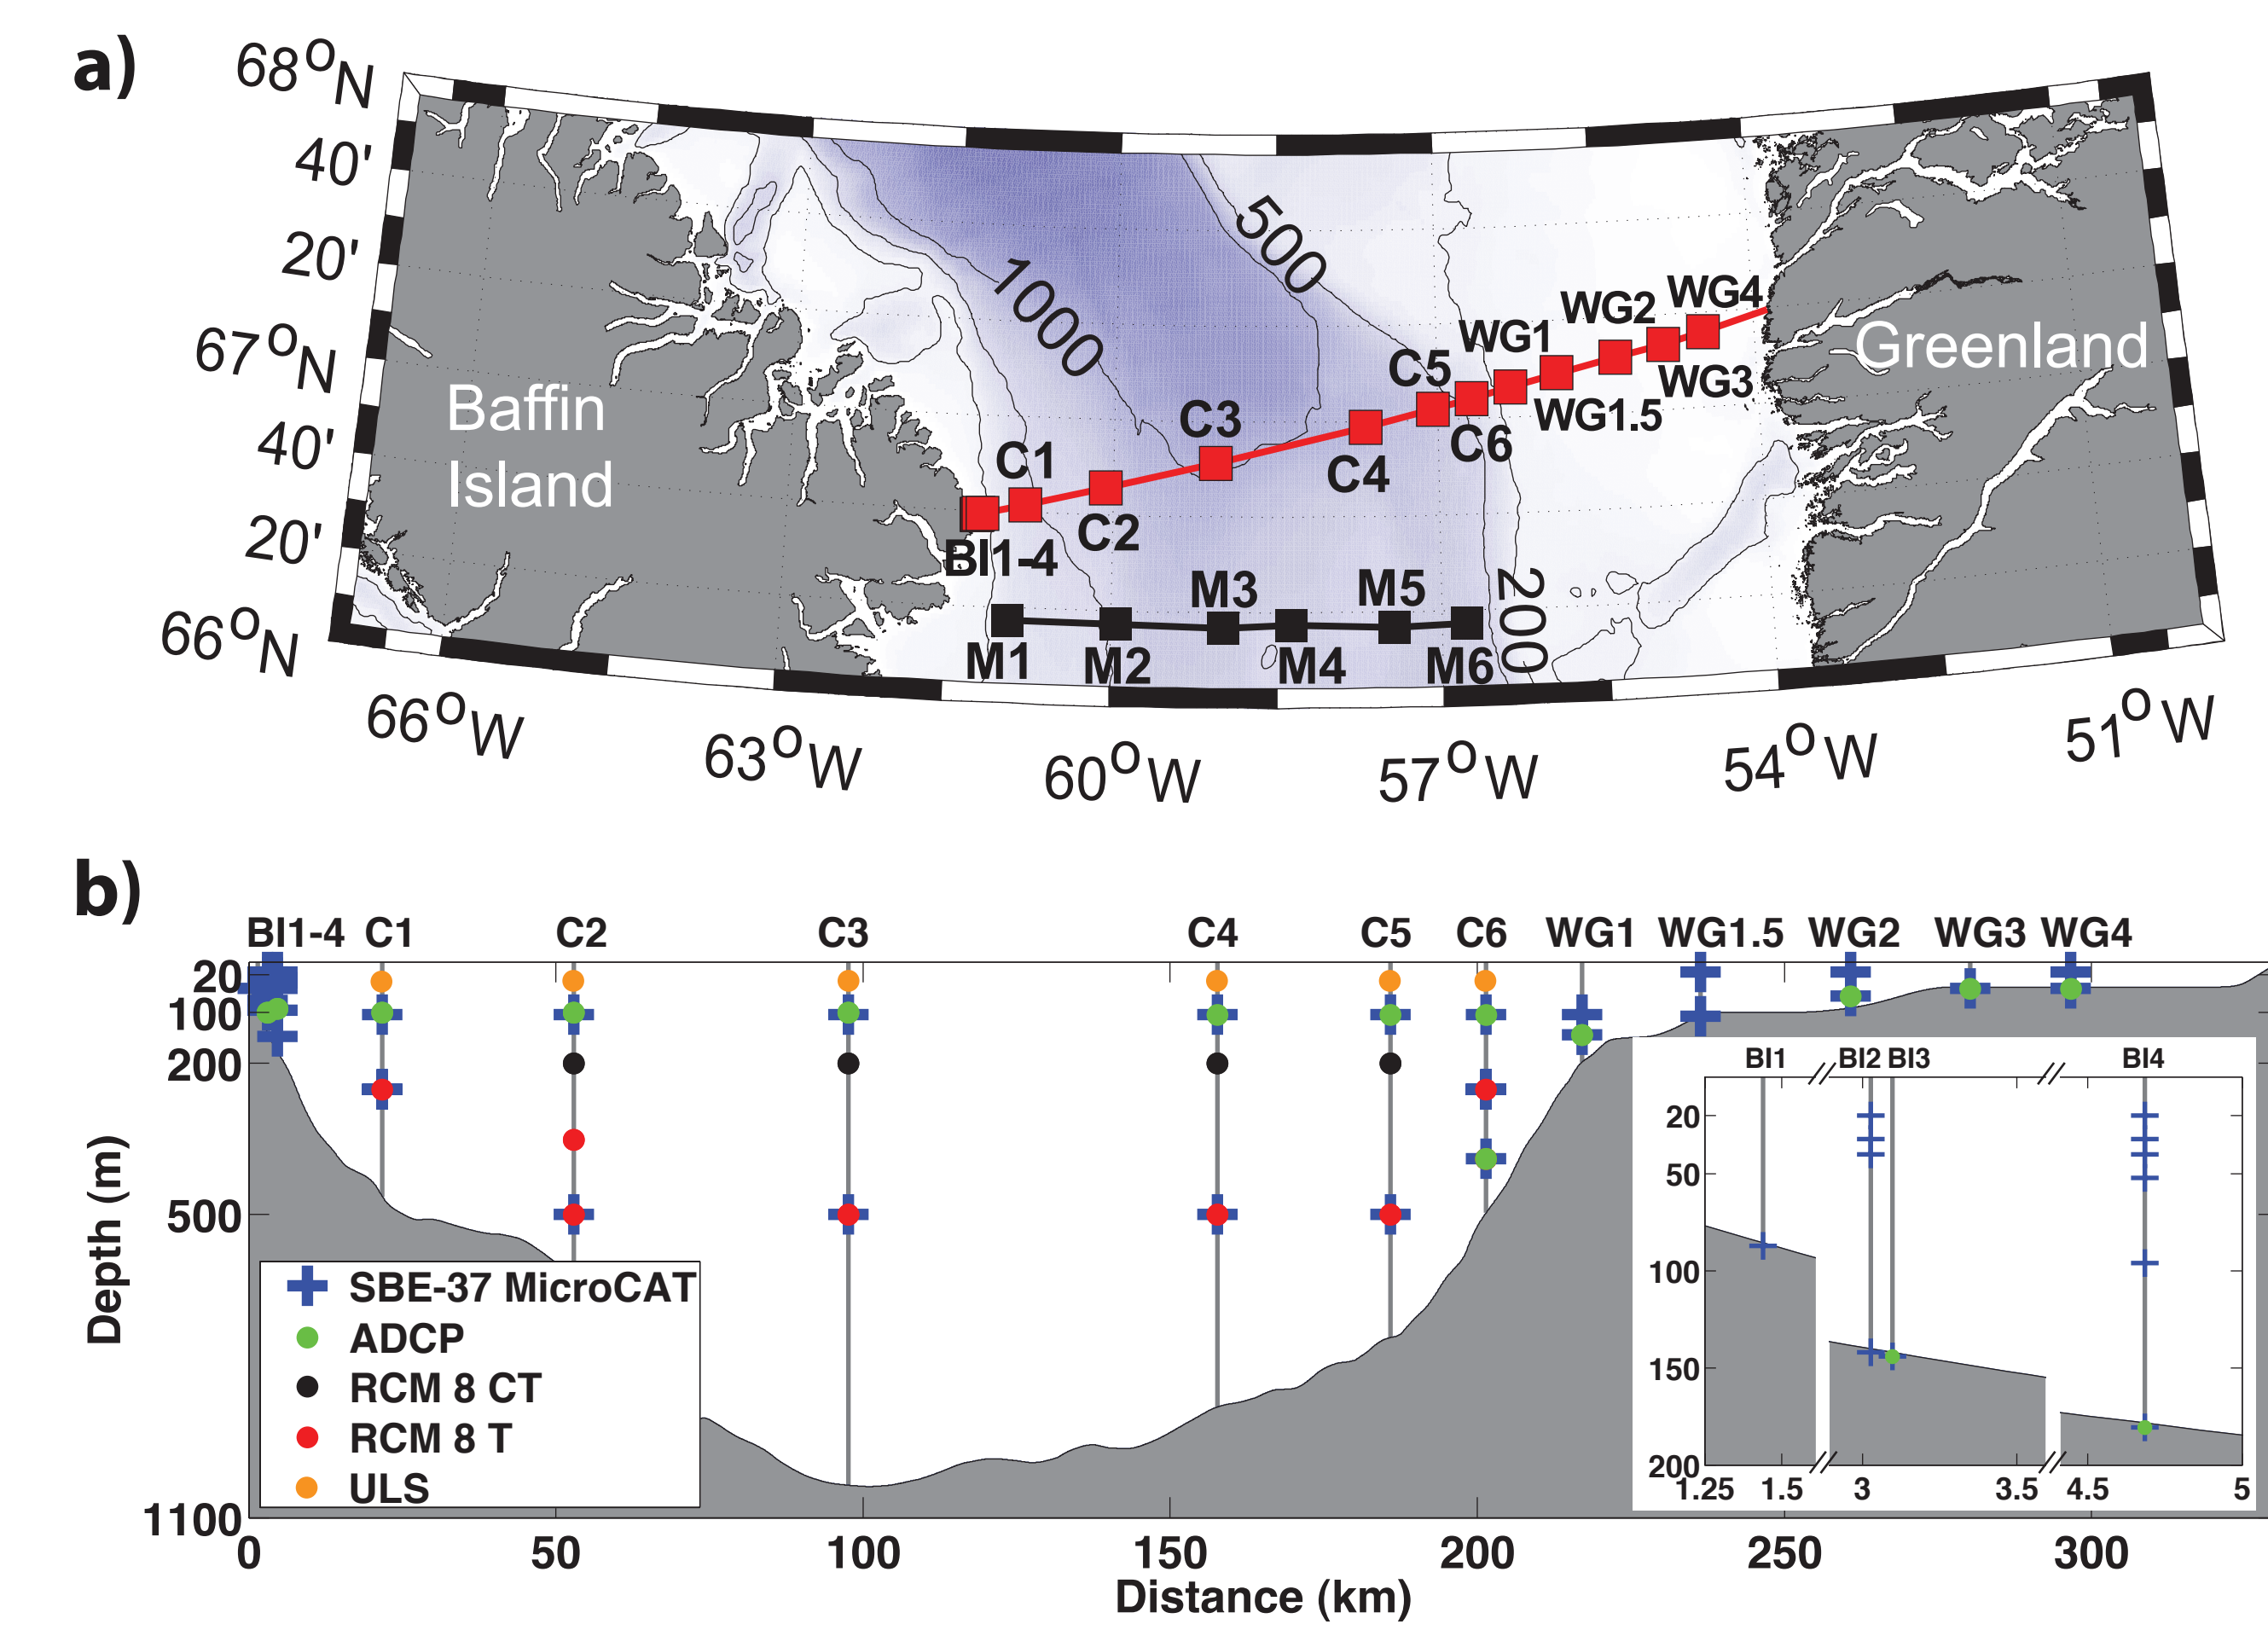 a)
68°N
40'
20'
67°N
40'
20'
66°N
66°W
63°W
60°W
57°W
54°W
51°W
Baffin
Island
Greenland
1000
500
200
BI1-4
C1
C2
C3
C4
C5
C6
WG1
WG1.5
WG2
WG3
WG4
M1
M2
M3
M4
M5
M6
b)
BI1-4 C1 C2 C3 C4 C5 C6 WG1 WG1.5 WG2 WG3 WG4
20
100
200
500
1100
Depth (m)
SBE-37 MicroCAT
ADCP
RCM 8 CT
RCM 8 T
ULS
BI1 BI2 BI3 BI4
20
50
100
150
200
1.25 1.5 3 3.5 4.5 5
0 50 100 150 200 250 300
Distance (km)